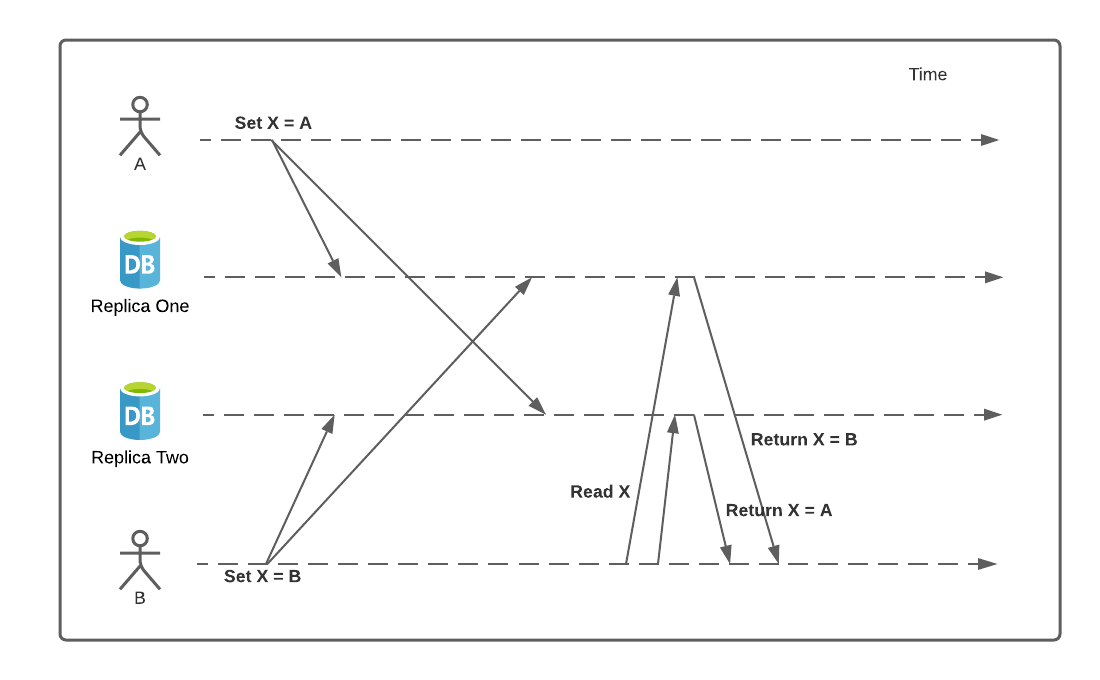 Time
Set X = A
A
DB
Replica One
DB
Replica Two
Return X = B
Read X
Return X = A
Set X = B
B